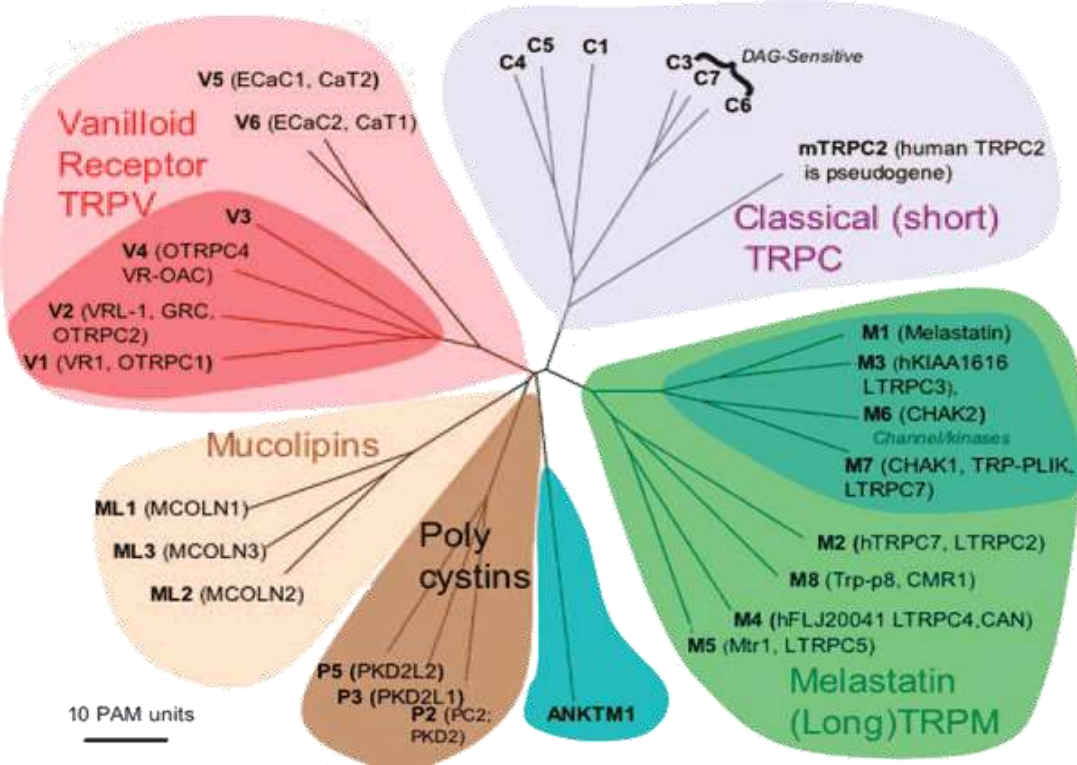 V5 (ECaC1, CaT2)
V6 (ECaC2, CaT1)
Vanilloid
Receptor
TRPV
V3
V4 (OTRPC4
VR-OAC)
V2 (VRL-1, GRC,
OTRPC2)
V1 (VR1, OTRPC1)
C4
C5
C1
C3
C7
C6
DAG-Sensitive
mTRPC2 (human TRPC2
is pseudogene)
Classical (short)
TRPC
M1 (Melastatin)
M3 (hKIAA1616
LTRPC3),
M6 (CHAK2)
Channel/kinases
M7 (CHAK1, TRP-PLIK,
LTRPC7)
M2 (hTRPC7, LTRPC2)
M8 (Trp-p8, CMR1)
M4 (hFLJ20041 LTRPC4,CAN)
M5 (Mtr1, LTRPC5)
Melastatin
(Long)TRPM
Mucolipins
ML1 (MCOLN1)
ML3 (MCOLN3)
ML2 (MCOLN2)
Poly
cystins
P5 (PKD2L2)
P3 (PKD2L1)
P2 (PC2;
PKD2)
ANKTM1
10 PAM units